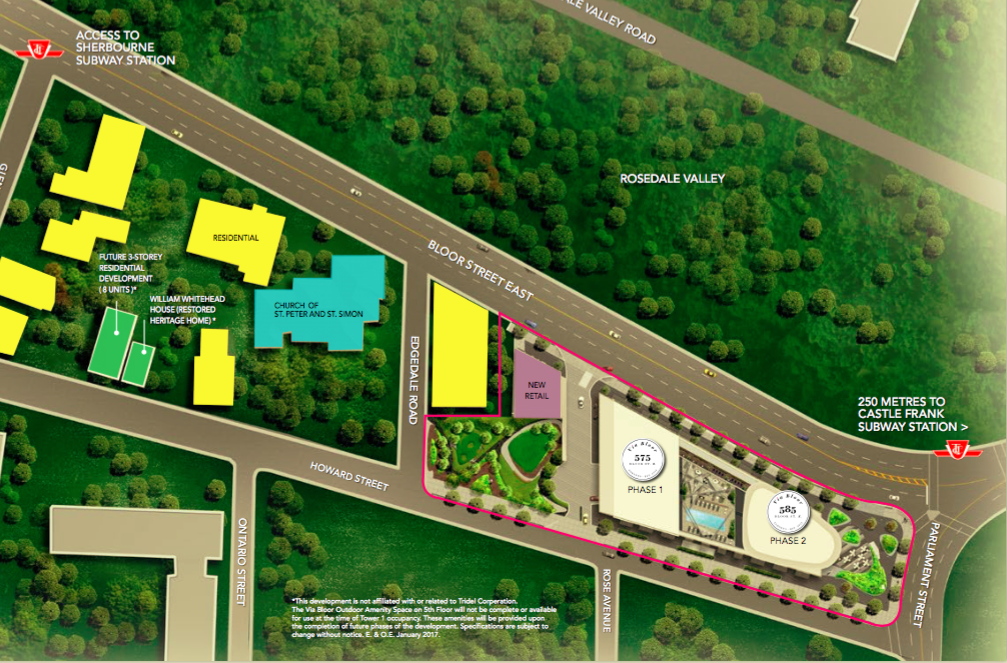 ACCESS TO
SHERBOURNE
SUBWAY STATION
VALLEY ROAD
ROSEDALE VALLEY
RESIDENTIAL
FUTURE 3-STOREY
RESIDENTIAL
DEVELOPMENT
( 8 UNITS )*
WILLIAM WHITEHEAD
HOUSE (RESTORED
HERITAGE HOME) *
CHURCH OF
ST. PETER AND ST. SIMON
BLOOR STREET EAST
EDGEDALE ROAD
NEW
RETAIL
250 METRES TO
CASTLE FRANK
SUBWAY STATION >
Via Bloor
575
PHASE 1
Via Bloor
585
PHASE 2
HOWARD STREET
ONTARIO STREET
ROSE AVENUE
PARLIAMENT STREET
*This development is not affiliated with or related to Tridel Corporation.
The Via Bloor Outdoor Amenity Space on 5th Floor will not be complete or available
for use at the time of Tower 1 occupancy. These amenities will be provided upon
the completion of future phases of the development. Specifications are subject to
change without notice. E. & O.E. January 2017.